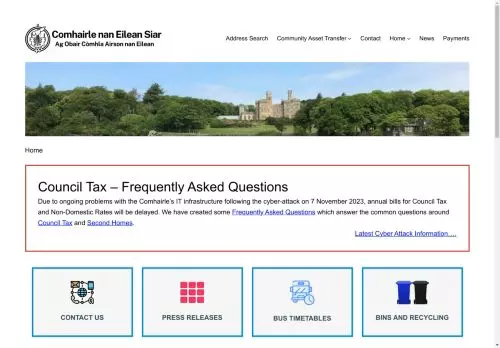 Comhairle nan Eilean Siar
Ag Obair Còmhla Airson nan Eilean
Address Search Community Asset Transfer Contact Home News Payments
Home
Council Tax – Frequently Asked Questions
Due to ongoing problems with the Comhairle's IT infrastructure following the cyber-attack on 7 November 2023, annual bills for Council Tax
and Non-Domestic Rates will be delayed. We have created some Frequently Asked Questions which answer the common questions around
Council Tax and Second Homes.
Latest Cyber Attack Information….
CONTACT US
PRESS RELEASES
BUS TIMETABLES
BINS AND RECYCLING